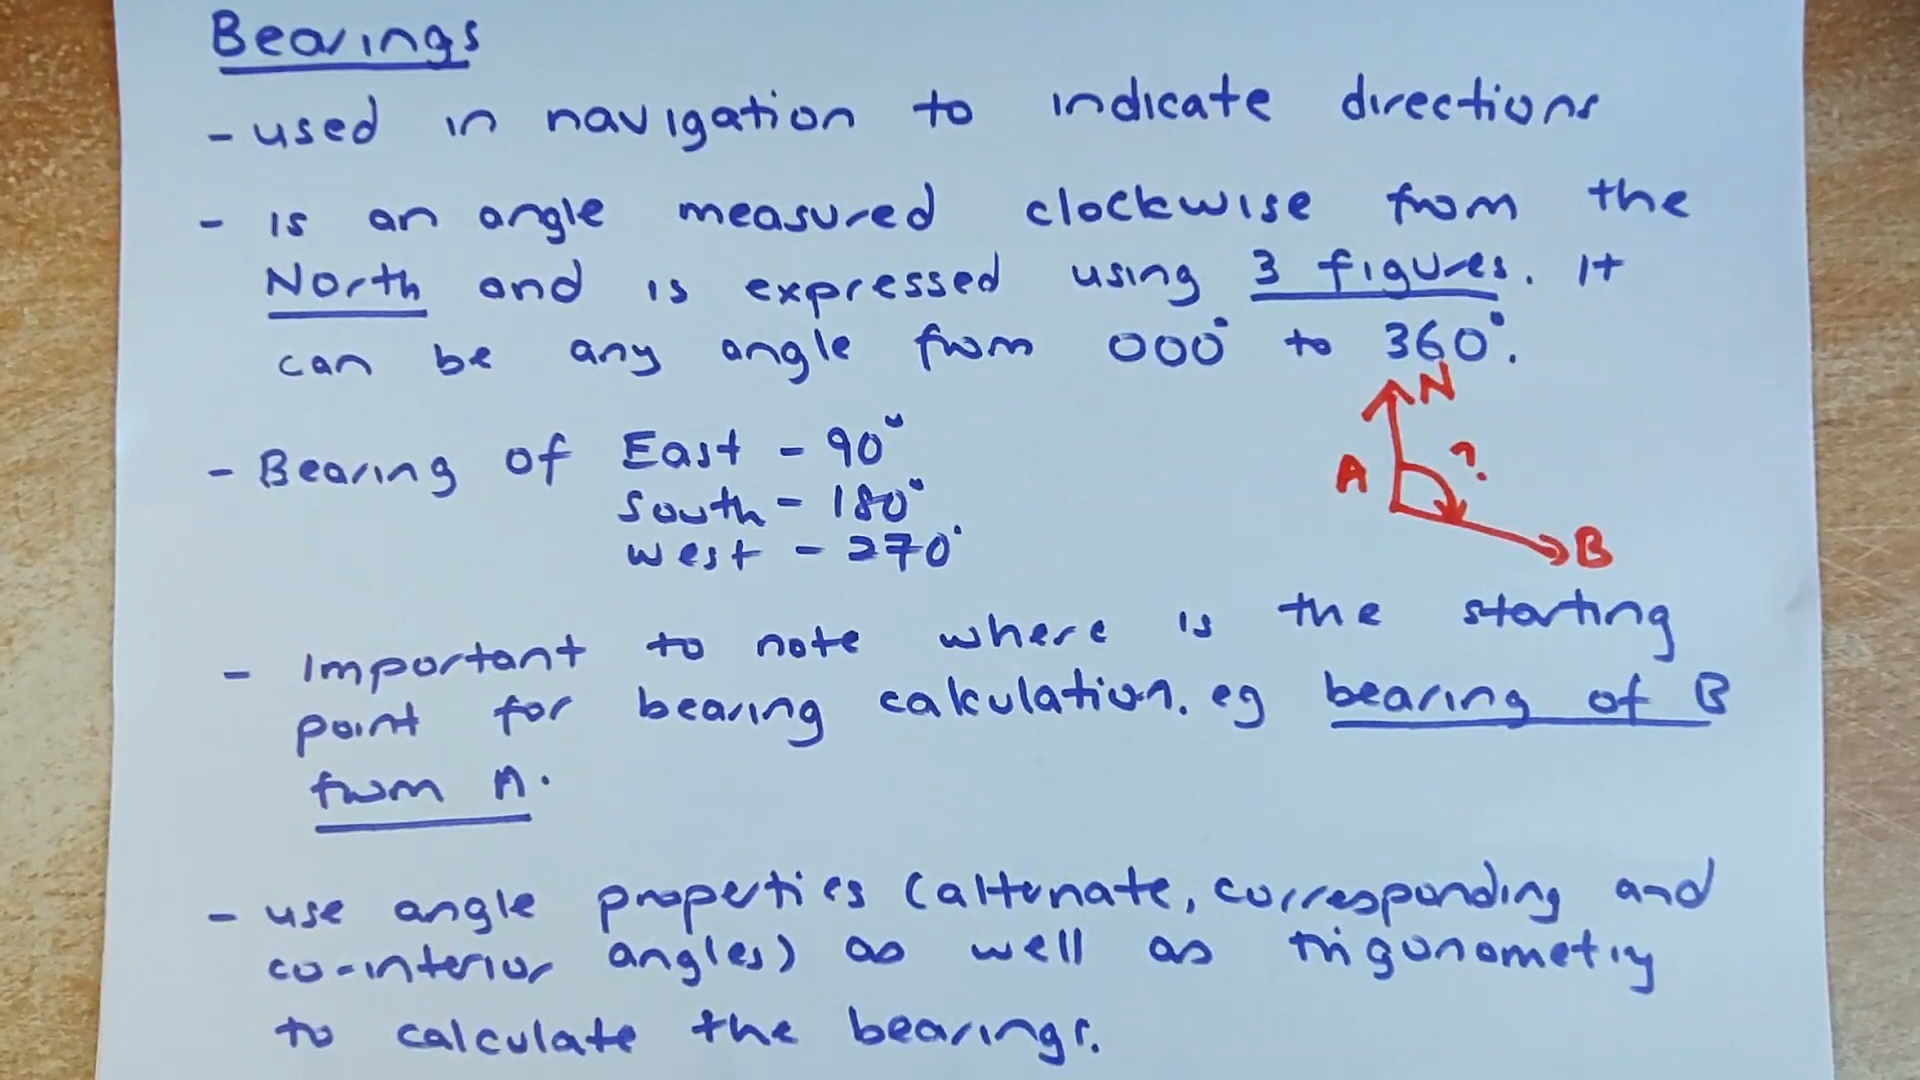 Bearings
- used in navigation to indicate directions
- is an angle measured clockwise from the
North and is expressed using 3 figures. It
can be any angle from 000° to 360°.
N
- Bearing of East - 90°
A ?
South - 180°
West - 270°
B
- Important to note where is the starting
point for bearing calculation. eg bearing of B
from A.
- use angle properties (alternate, corresponding and
co-interior angles) as well as trigonometry
to calculate the bearings.